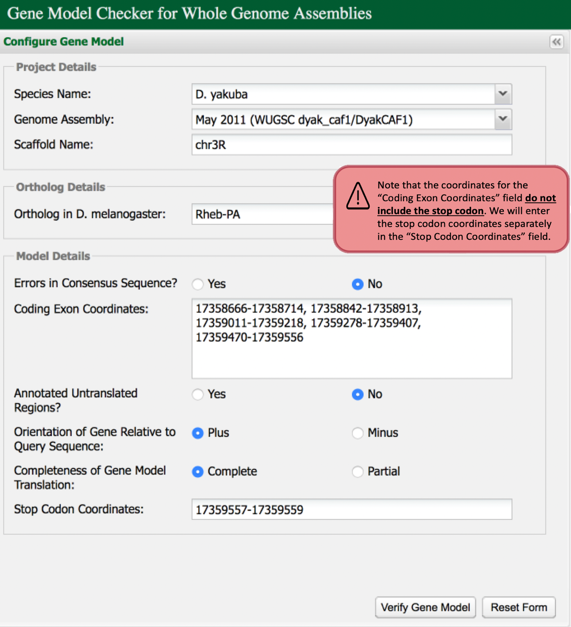 Gene Model Checker for Whole Genome Assemblies
Configure Gene Model
Project Details
Species Name:
D. yakuba
Genome Assembly:
May 2011 (WUGSC dyak_caf1/DyakCAF1)
Scaffold Name:
chr3R
Note that the coordinates for the
“Coding Exon Coordinates” field do not
include the stop codon. We will enter
the stop codon coordinates separately
in the “Stop Codon Coordinates” field.
Ortholog Details
Ortholog in D. melanogaster:
Rheb-PA
Model Details
Errors in Consensus Sequence?
Yes
No
Coding Exon Coordinates:
17358666-17358714, 17358842-17358913,
17359011-17359218, 17359278-17359407,
17359470-17359556
Annotated Untranslated
Regions?
Yes
No
Orientation of Gene Relative to
Query Sequence:
Plus
Minus
Completeness of Gene Model
Translation:
Complete
Partial
Stop Codon Coordinates:
17359557-17359559
Verify Gene Model
Reset Form